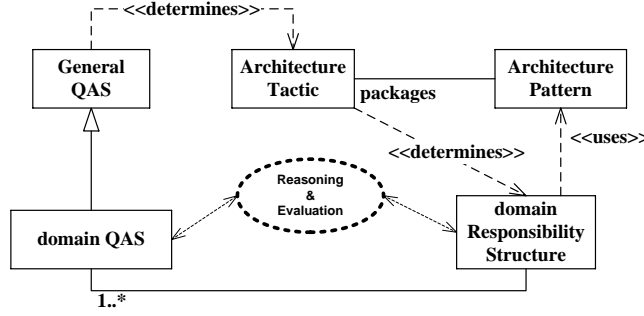 <<determines>>
General
QAS
Architecture
Tactic
Architecture
Pattern
packages
<<uses>>
<<determines>>
Reasoning
&
Evaluation
domain QAS
domain
Responsibility
Structure
1..*